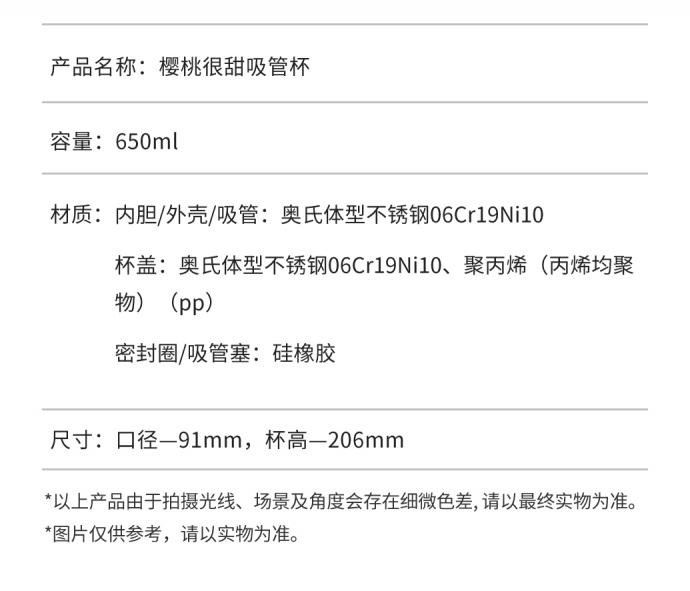 产品名称：樱桃很甜吸管杯
容量：650ml
材质：内胆/外壳/吸管：奥氏体型不锈钢06Cr19Ni10
杯盖：奥氏体型不锈钢06Cr19Ni10、聚丙烯（丙烯均聚
物）（pp）
密封圈/吸管塞：硅橡胶
尺寸：口径—91mm，杯高—206mm
*以上产品由于拍摄光线、场景及角度会存在细微色差,请以最终实物为准。
*图片仅供参考，请以实物为准。